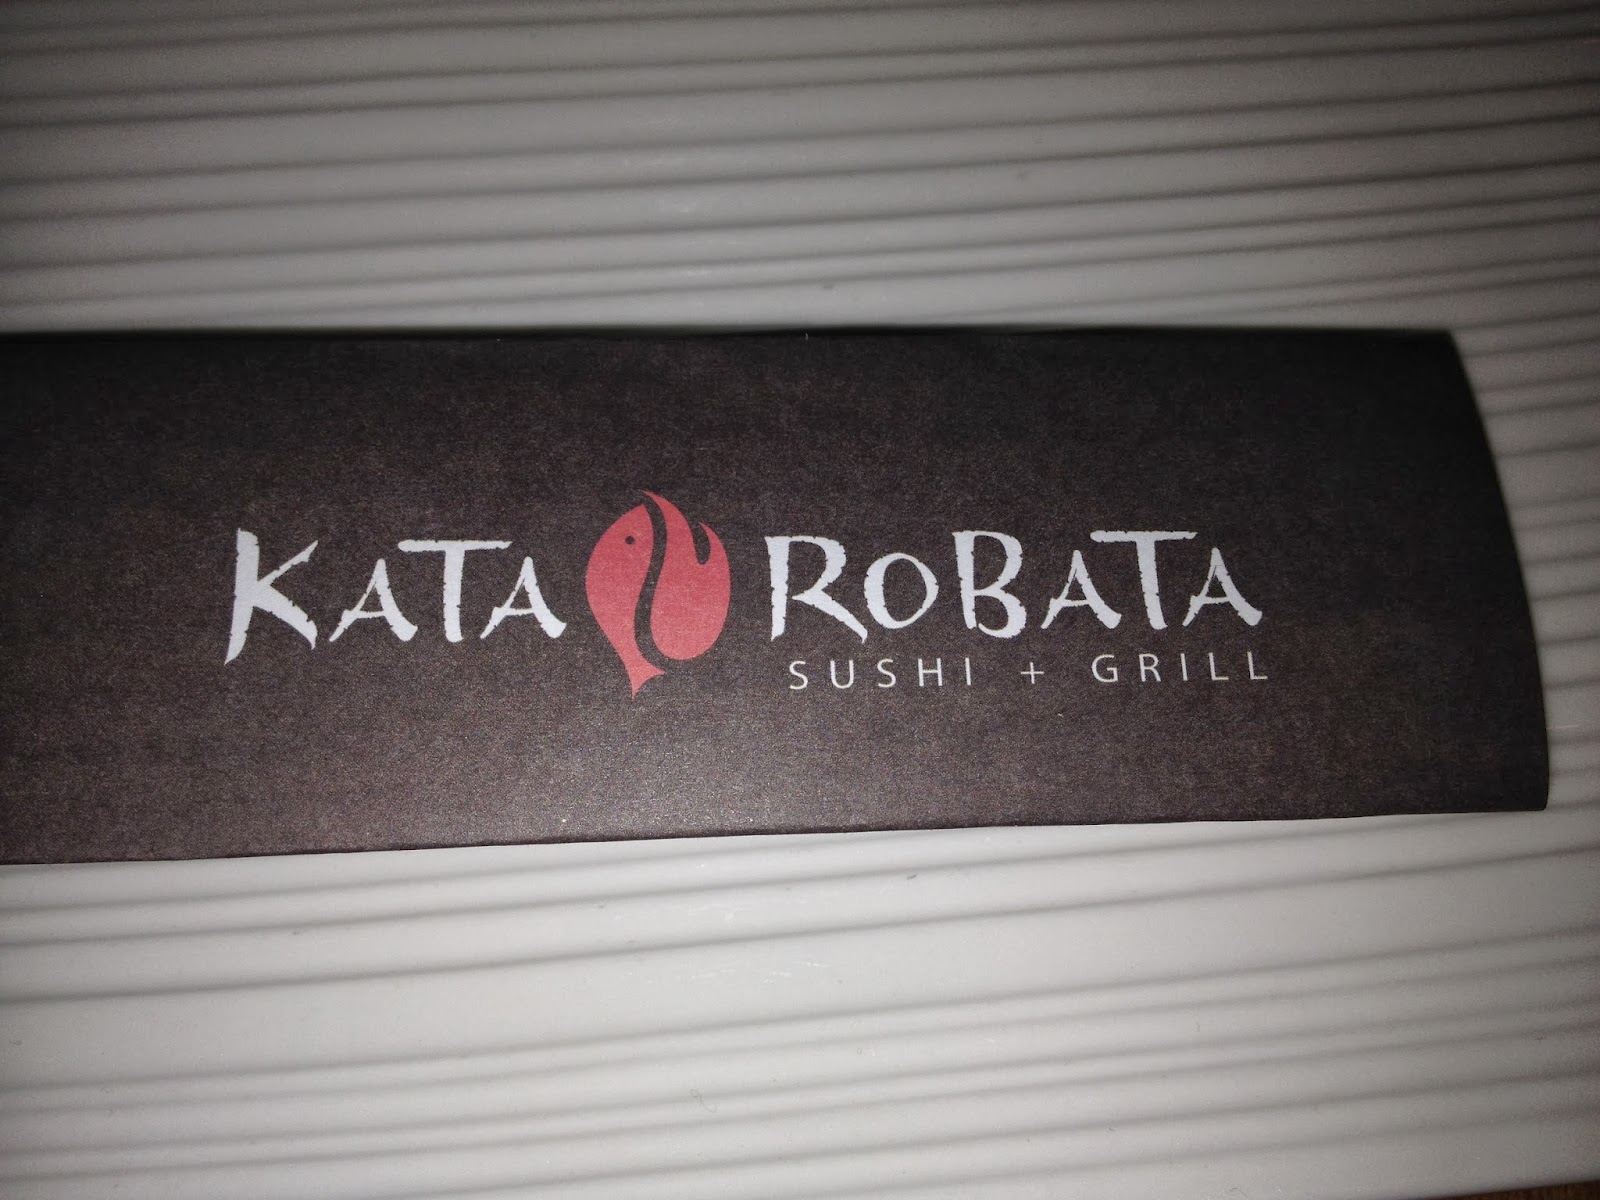 KATA ROBATA
SUSHI + GRILL